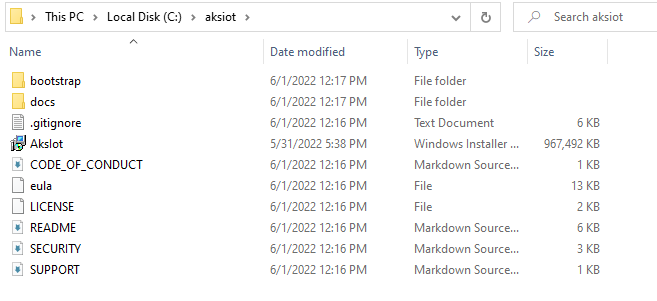 This PC > Local Disk (C:) > aksiot > Search aksiot
Name Date modified Type Size
bootstrap 6/1/2022 12:17 PM File folder
docs 6/1/2022 12:17 PM File folder
.gitignore 6/1/2022 12:16 PM Text Document 6 KB
AksIot 5/31/2022 5:38 PM Windows Installer ... 967,492 KB
CODE_OF_CONDUCT 6/1/2022 12:16 PM Markdown Source... 1 KB
eula 6/1/2022 12:16 PM File 13 KB
LICENSE 6/1/2022 12:16 PM File 2 KB
README 6/1/2022 12:16 PM Markdown Source... 6 KB
SECURITY 6/1/2022 12:16 PM Markdown Source... 3 KB
SUPPORT 6/1/2022 12:16 PM Markdown Source... 1 KB